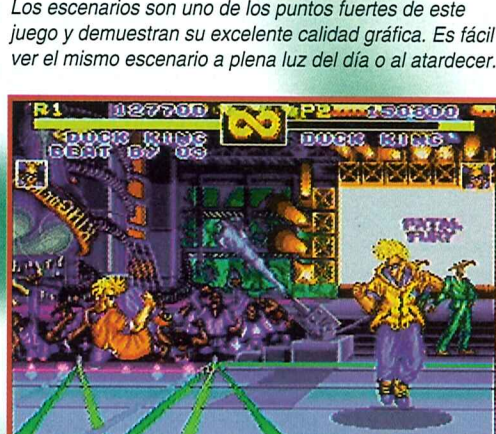 Los escenarios son uno de los puntos fuertes de este
juego y demuestran su excelente calidad gráfica. Es fácil
ver el mismo escenario a plena luz del día o al atardecer.
P1 127700 P2 150800
DUCK KING DUCK KING
BEAT BY 03
FATAL
FURY